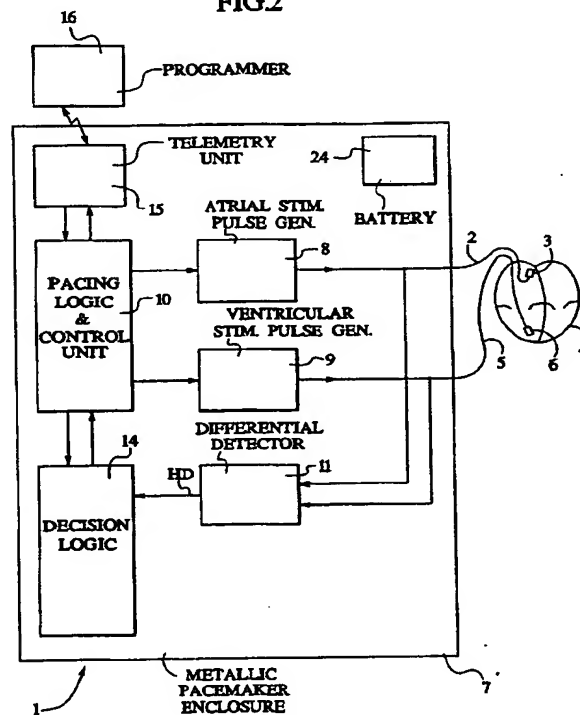 FIG.2
16
PROGRAMMER
TELEMETRY
UNIT
15
24
BATTERY
ATRIAL STIM.
PULSE GEN.
8
2
3
PACING
LOGIC
&
CONTROL
UNIT
10
VENTRICULAR
STIM. PULSE GEN.
9
5
6
4
DIFFERENTIAL
DETECTOR
11
HD
14
DECISION
LOGIC
METALLIC
PACEMAKER
ENCLOSURE
7
1